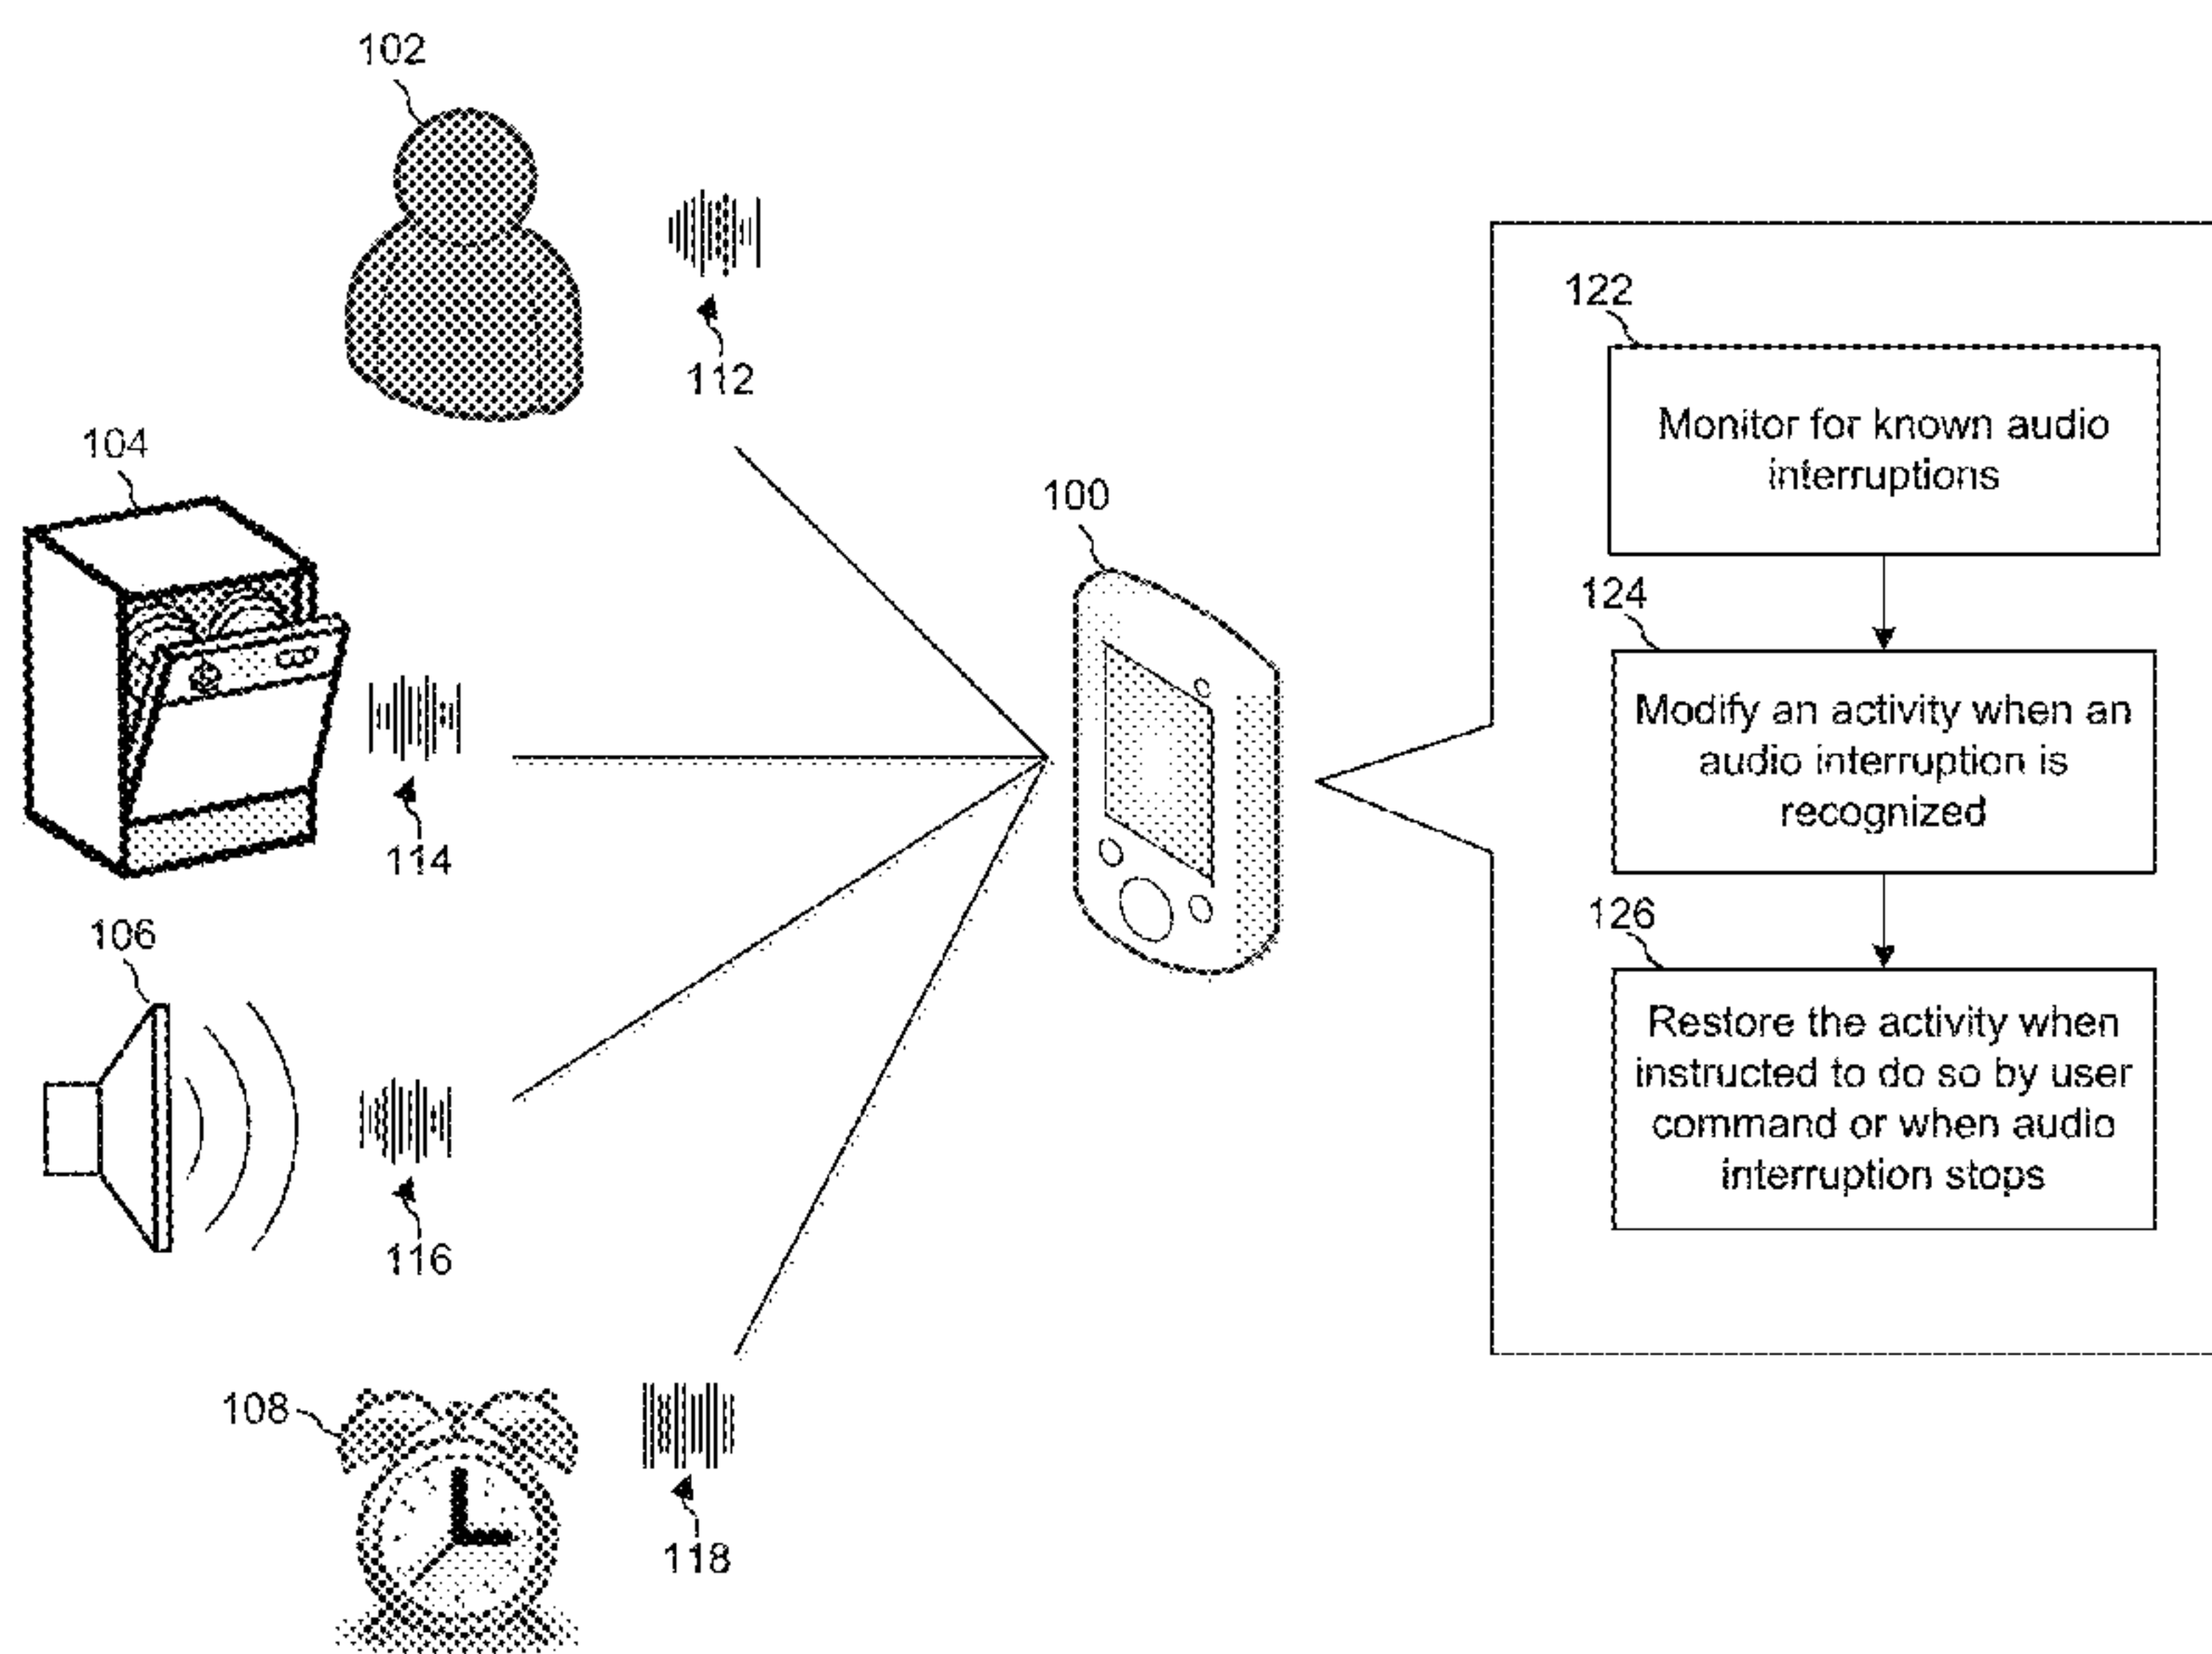 102
112
104
114
106
116
108
118
100
122
Monitor for known audio
interruptions
124
Modify an activity when an
audio interruption is
recognized
126
Restore the activity when
instructed to do so by user
command or when audio
interruption stops